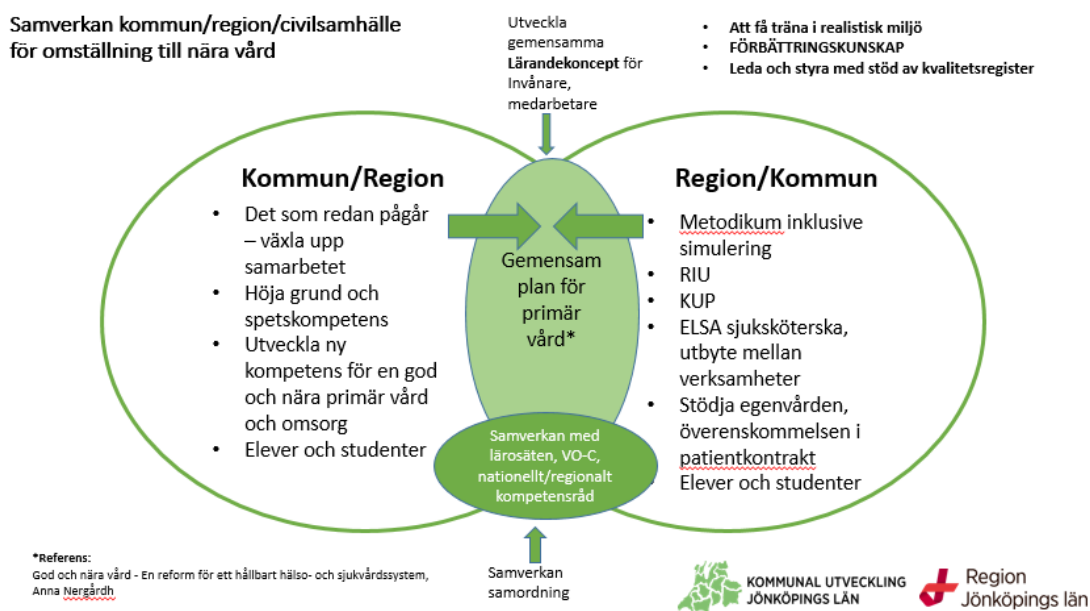 Samverkan kommun/region/civilsamhälle
för omställning till nära vård
Utveckla
gemensamma
Lärandekoncept för
Invånare,
medarbetare
• Att få träna i realistisk miljö
• FÖRBÄTTRINGSKUNSKAP
• Leda och styra med stöd av kvalitetsregister
Kommun/Region
• Det som redan pågår
– växla upp
samarbetet
• Höja grund och
spetskompetens
• Utveckla ny
kompetens för en god
och nära primär vård
och omsorg
• Elever och studenter
Gemensam
plan för
primär
vård*
Region/Kommun
• Metodikum inklusive
simulering
• RIU
• KUP
• ELSA sjuksköterska,
utbyte mellan
verksamheter
• Stödja egenvården,
överenskommelsen i
patientkontrakt
• Elever och studenter
Samverkan med
lärosäten, VO-C,
nationellt/regionalt
kompetensråd
Samverkan
samordning
*Referens:
God och nära vård - En reform för ett hållbart hälso- och sjukvårdssystem,
Anna Nergårdh
KOMMUNAL UTVECKLING
JÖNKÖPINGS LÄN
Region
Jönköpings län